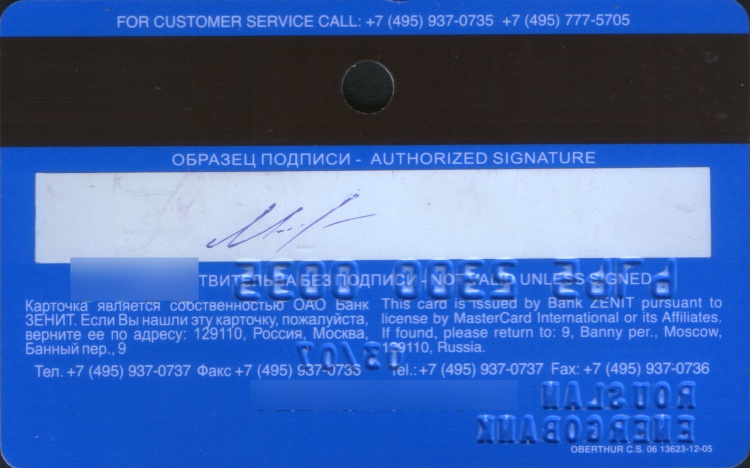 FOR CUSTOMER SERVICE CALL: +7 (495) 937-0735 +7 (495) 777-5705
ОБРАЗЕЦ ПОДПИСИ - AUTHORIZED SIGNATURE
БЕЗ ПОДПИСИ NOT VALID UNLESS SIGNED
Карточка является собственностью ОАО Банк
ЗЕНИТ. Если Вы нашли эту карточку, пожалуйста,
верните ее по адресу: 129110, Россия, Москва,
Банный пер., 9
This card is issued by Bank ZENIT pursuant to
license by MasterCard International or its Affiliates.
If found, please return to: 9, Banny per., Moscow,
129110, Russia.
Тел. +7 (495) 937-0737 Факс +7 (495) 937-0736
Tel.: +7 (495) 937-0737 Fax: +7 (495) 937-0736
ROUSLAN
ENERGOBANK
OBERTHUR C.S. 06 13623-12-05